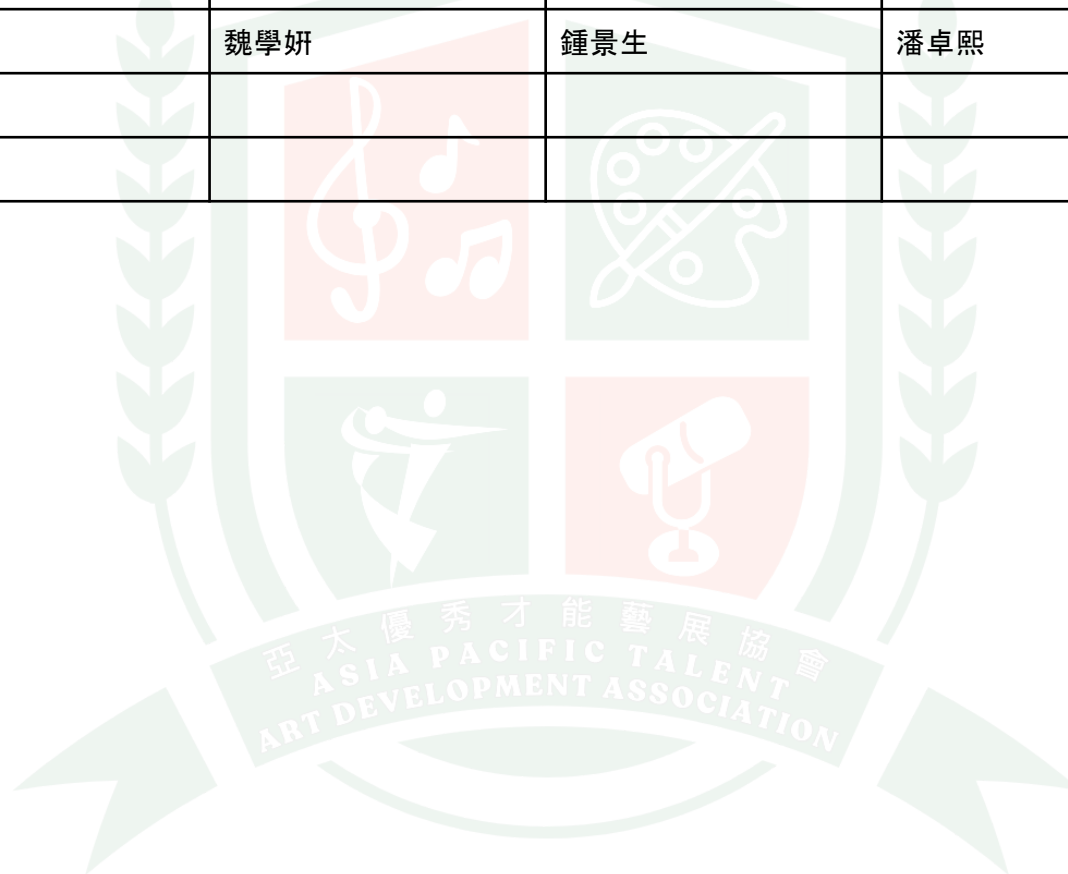 魏學妍
鍾景生
潘卓熙
亞太優秀才能藝展協會
ASIA PACIFIC TALENT
ART DEVELOPMENT ASSOCIATION